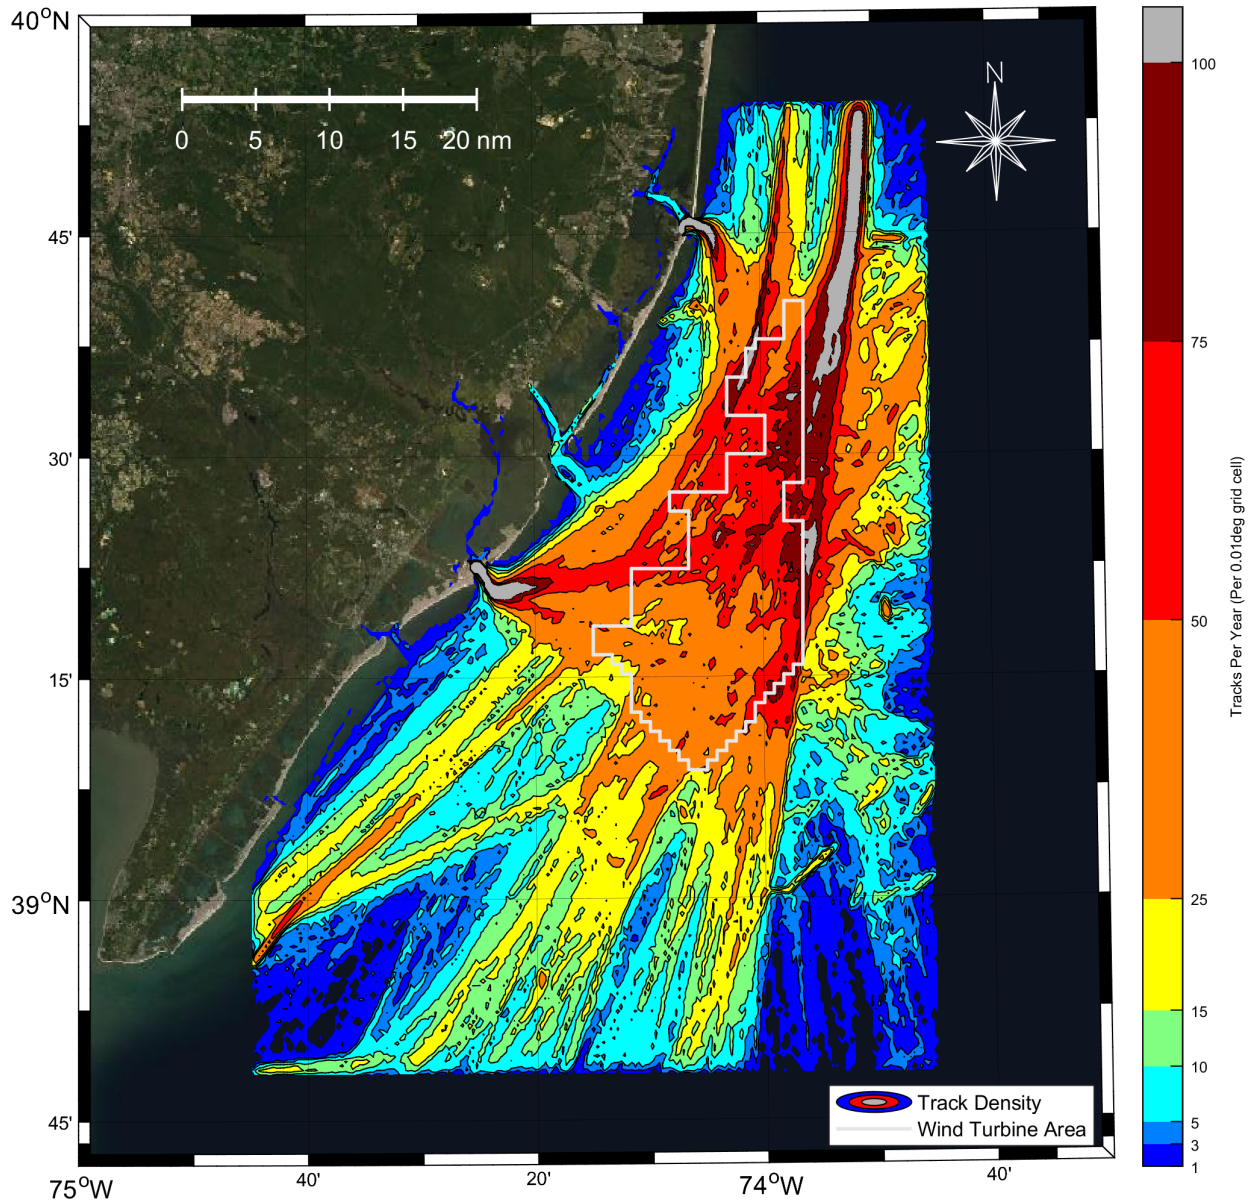 40°N
45'
30'
15'
39°N
45'
75°W
40'
20'
74°W
40'
0 5 10 15 20 nm
N
100
75
50
25
15
10
5
3
1
Tracks Per Year (Per 0.01deg grid cell)
Track Density
Wind Turbine Area